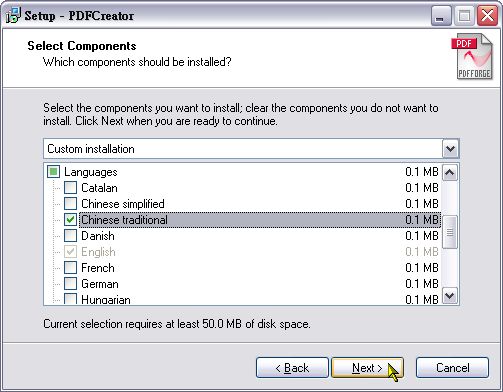 Setup - PDFCreator
Select Components
Which components should be installed?
PDF
PDFFORGE
Select the components you want to install; clear the components you do not want to
install. Click Next when you are ready to continue.
Custom installation
Languages 0.1 MB
Catalan 0.1 MB
Chinese simplified 0.1 MB
Chinese traditional 0.1 MB
Danish 0.1 MB
English 0.1 MB
French 0.1 MB
German 0.1 MB
Hungarian 0.1 MB
Current selection requires at least 50.0 MB of disk space.
< Back Next > Cancel